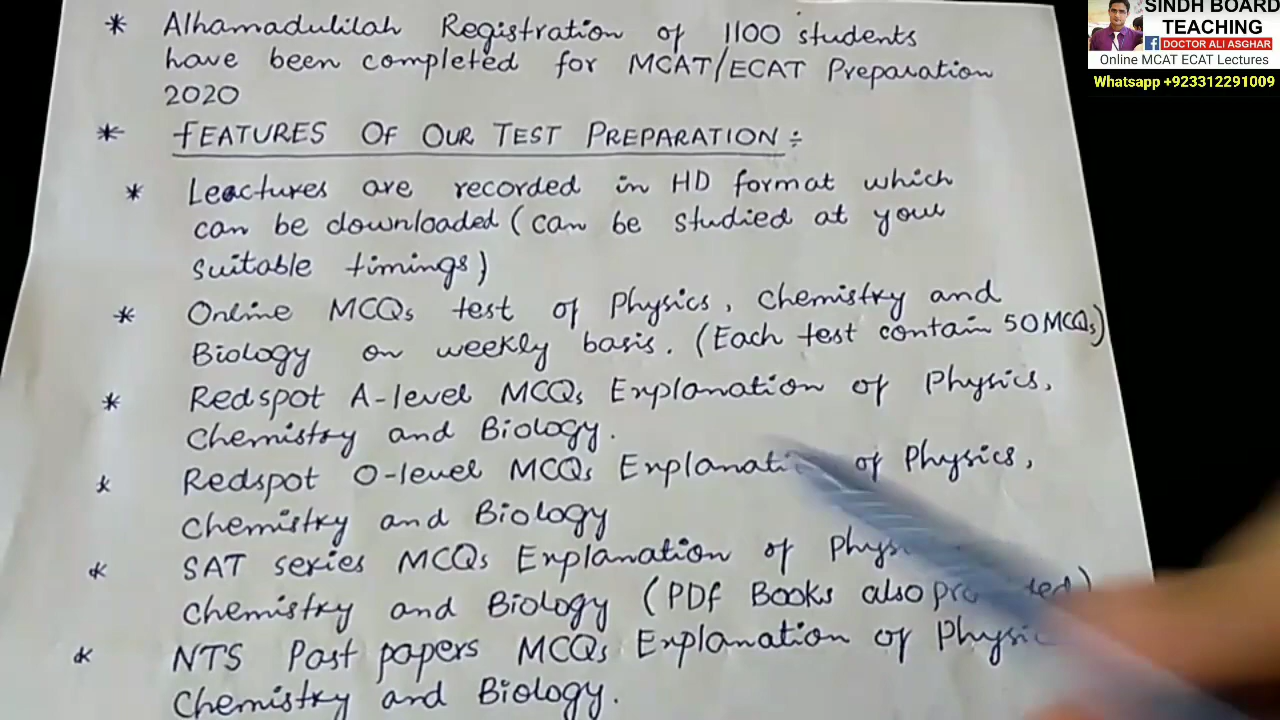 * Alhamadulilah Registration of 1100 students
have been completed for MCAT/ECAT Preparation
2020
* FEATURES OF OUR TEST PREPARATION:
* Leactures are recorded in HD format which
can be downloaded (can be studied at your
suitable timings)
* Online MCQs test of Physics, Chemistry and
Biology on weekly basis. (Each test contain 50 MCQs)
* Redspot A-level MCQs Explanation of Physics,
Chemistry and Biology.
* Redspot O-level MCQs of Physics,
Chemistry and Biology
* SAT series MCQs Explanation of
Chemistry and Biology (PDF Books also
* NTS Past papers MCQs Explanation of
Chemistry and Biology.
SINDH BOARD
TEACHING
f DOCTOR ALI ASGHAR
Online MCAT ECAT Lectures
Whatsapp +923312291009